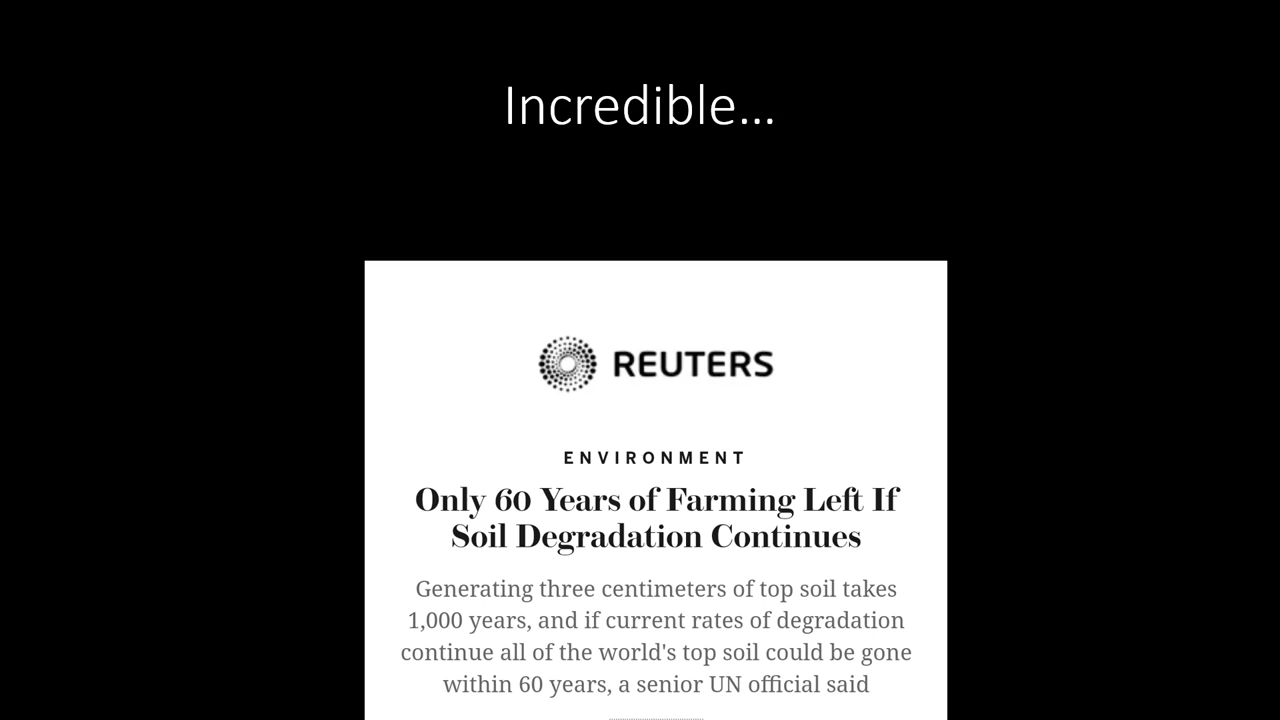 Incredible...
REUTERS
ENVIRONMENT
Only 60 Years of Farming Left If
Soil Degradation Continues
Generating three centimeters of top soil takes
1,000 years, and if current rates of degradation
continue all of the world's top soil could be gone
within 60 years, a senior UN official said